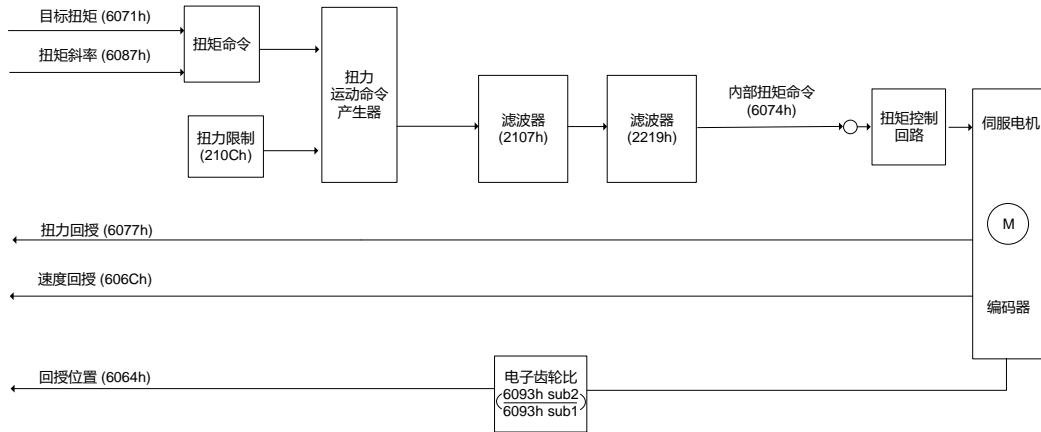 目标扭矩 (6071h)
扭矩斜率 (6087h)
扭矩命令
扭力限制
(210Ch)
扭力
运动命令
产生器
滤波器
(2107h)
滤波器
(2219h)
内部扭矩命令
(6074h)
扭矩控制
回路
伺服电机
M
编码器
扭力回授 (6077h)
速度回授 (606Ch)
回授位置 (6064h)
电子齿轮比
(6093h sub2
6093h sub1)